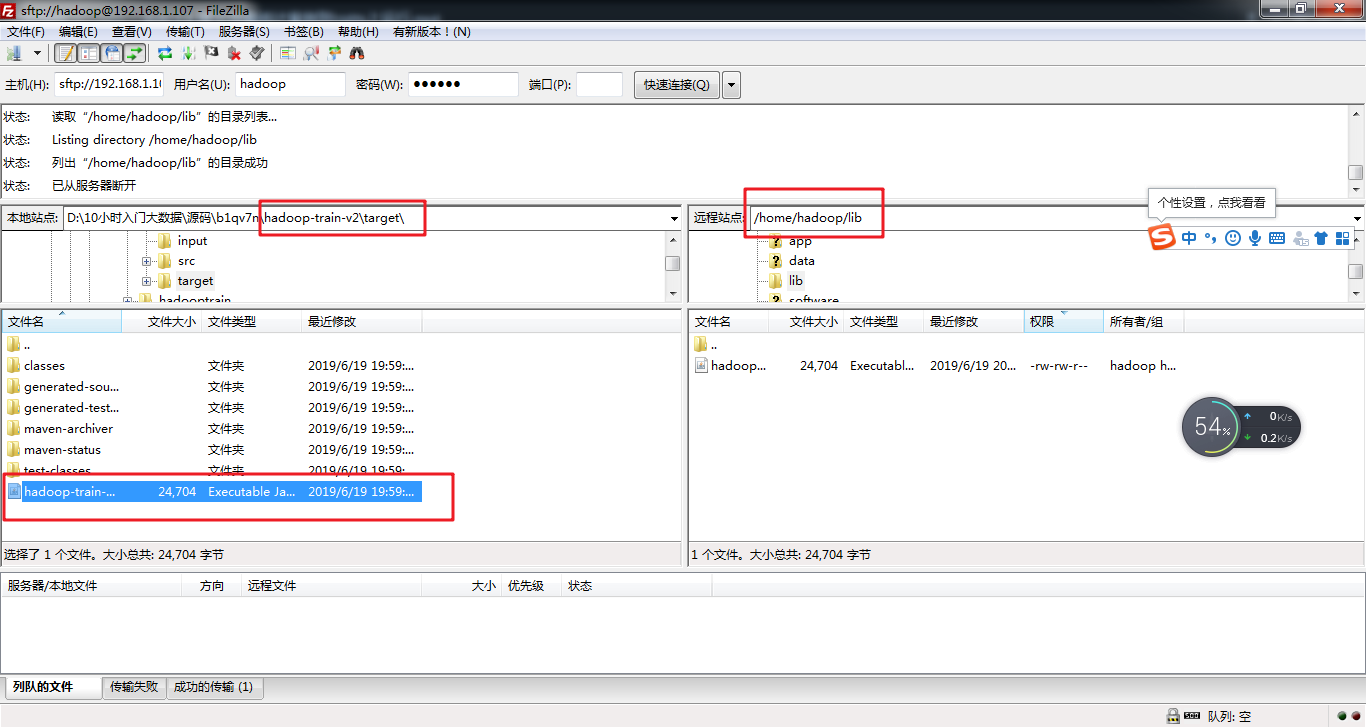 sftp://hadoop@192.168.1.107 - FileZilla
文件(F) 编辑(E) 查看(V) 传输(T) 服务器(S) 书签(B) 帮助(H) 有新版本！(N)
主机(H): sftp://192.168.1.10 用户名(U): hadoop 密码(W): ●●●●●● 端口(P): 快速连接(Q)
状态: 读取“/home/hadoop/lib”的目录列表...
状态: Listing directory /home/hadoop/lib
状态: 列出“/home/hadoop/lib”的目录成功
状态: 已从服务器断开
本地站点: D:\10小时入门大数据\源码\b1qv7n\hadoop-train-v2\target\
input
src
target
hadooptrain
远程站点: /home/hadoop/lib
app
data
lib
software
个性设置，点我看看
S 中
文件名 文件大小 文件类型 最近修改
..
classes 文件夹 2019/6/19 19:59:...
generated-sou... 文件夹 2019/6/19 19:59:...
generated-test... 文件夹 2019/6/19 19:59:...
maven-archiver 文件夹 2019/6/19 19:59:...
maven-status 文件夹 2019/6/19 19:59:...
test-classes 文件夹 2019/6/19 19:59:...
hadoop-train-... 24,704 Executable Ja... 2019/6/19 19:59:...
选择了 1 个文件。大小总共: 24,704 字节
文件名 文件大小 文件类型 最近修改 权限 所有者/组
..
hadoop... 24,704 Executabl... 2019/6/19 20... -rw-rw-r-- hadoop h...
54%
0K/s
0.2K/s
1 个文件。大小总共: 24,704 字节
服务器/本地文件 方向 远程文件 大小 优先级 状态
列队的文件 传输失败 成功的传输 (1)
队列: 空